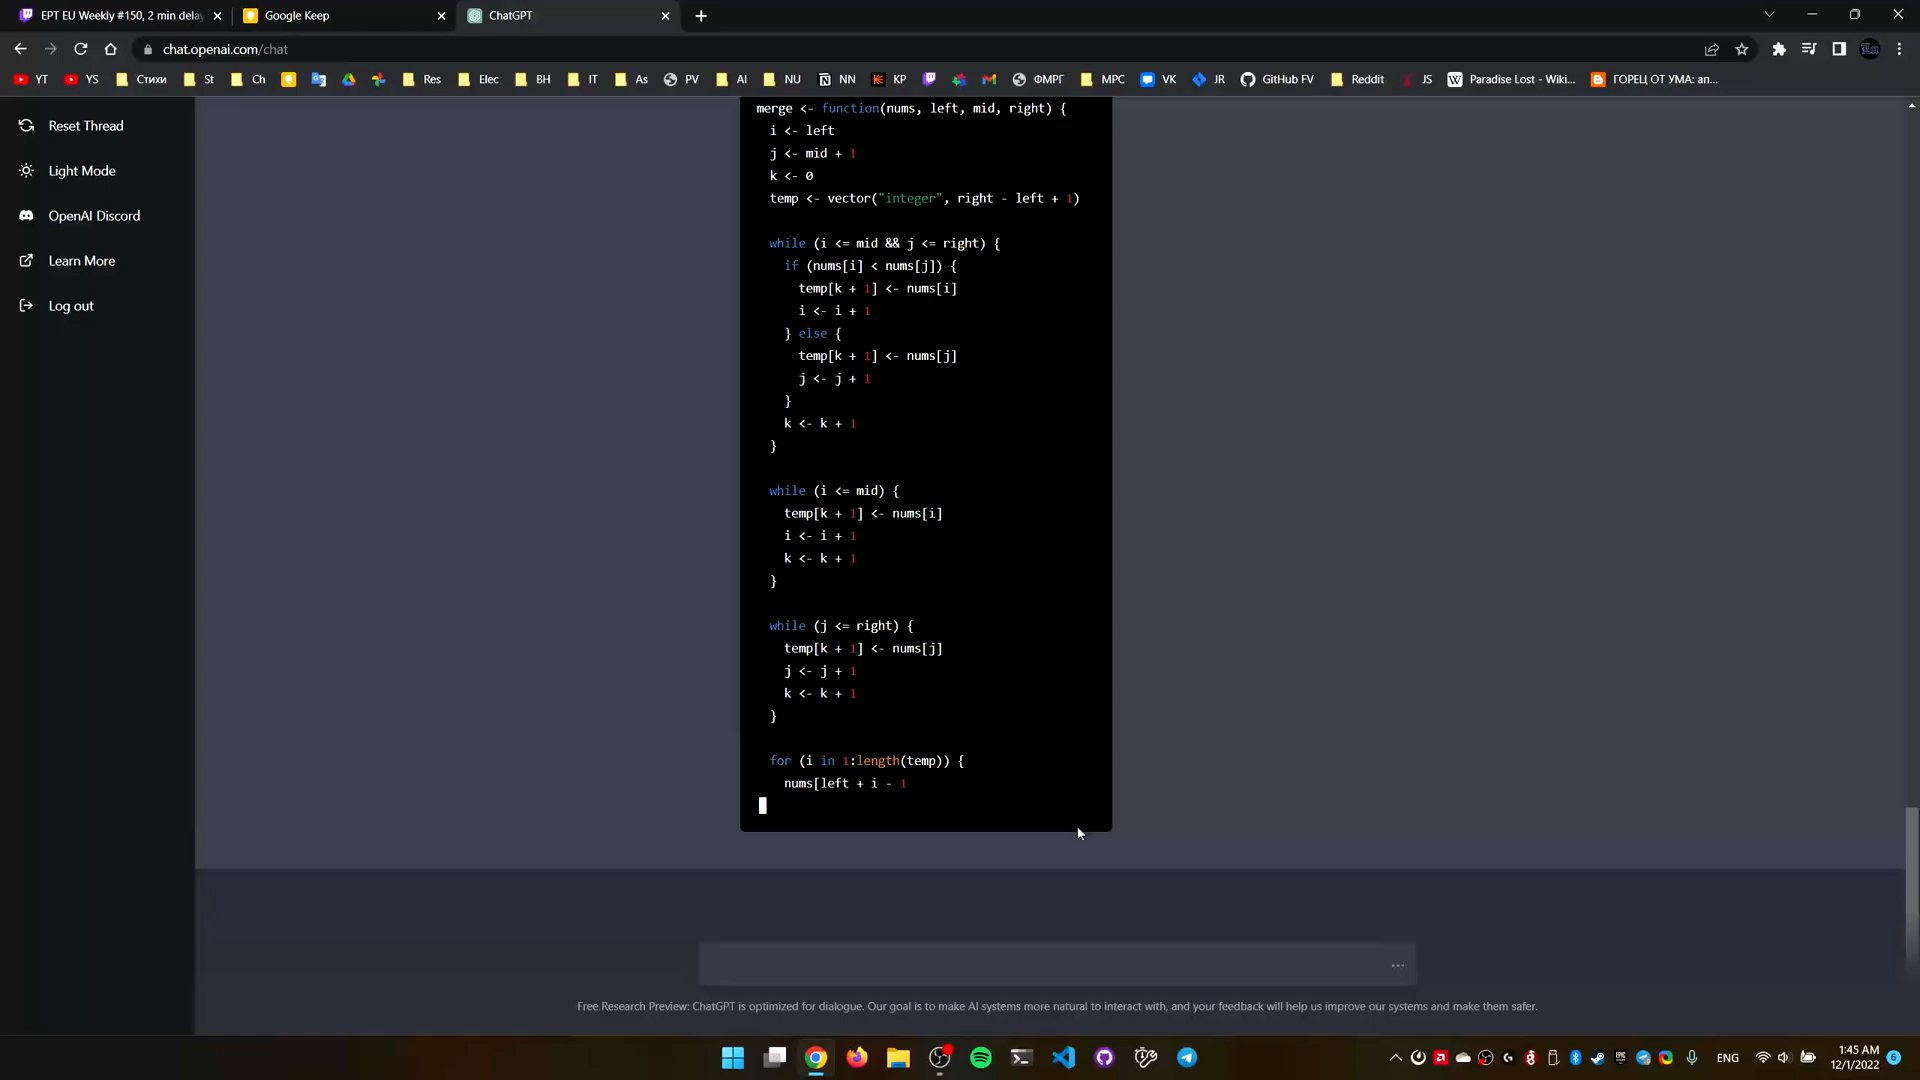 EPT EU Weekly #150, 2 min delay
Google Keep
ChatGPT
chat.openai.com/chat
YT
YS
Стихи
St
Ch
Res
Elec
BH
IT
As
PV
AI
NU
NN
KP
ФМРГ
MPC
VK
JR
GitHub FV
Reddit
JS
Paradise Lost - Wiki...
ГОРЕЦ ОТ УМА: ап...
Reset Thread
Light Mode
OpenAI Discord
Learn More
Log out
merge <- function(nums, left, mid, right) {
i <- left
j <- mid + 1
k <- 0
temp <- vector("integer", right - left + 1)
while (i <= mid && j <= right) {
if (nums[i] < nums[j]) {
temp[k + 1] <- nums[i]
i <- i + 1
} else {
temp[k + 1] <- nums[j]
j <- j + 1
}
k <- k + 1
}
while (i <= mid) {
temp[k + 1] <- nums[i]
i <- i + 1
k <- k + 1
}
while (j <= right) {
temp[k + 1] <- nums[j]
j <- j + 1
k <- k + 1
}
for (i in 1:length(temp)) {
nums[left + i - 1
...
Free Research Preview: ChatGPT is optimized for dialogue. Our goal is to make AI systems more natural to interact with, and your feedback will help us improve our systems and make them safer.
ENG
1:45 AM
12/1/2022
6